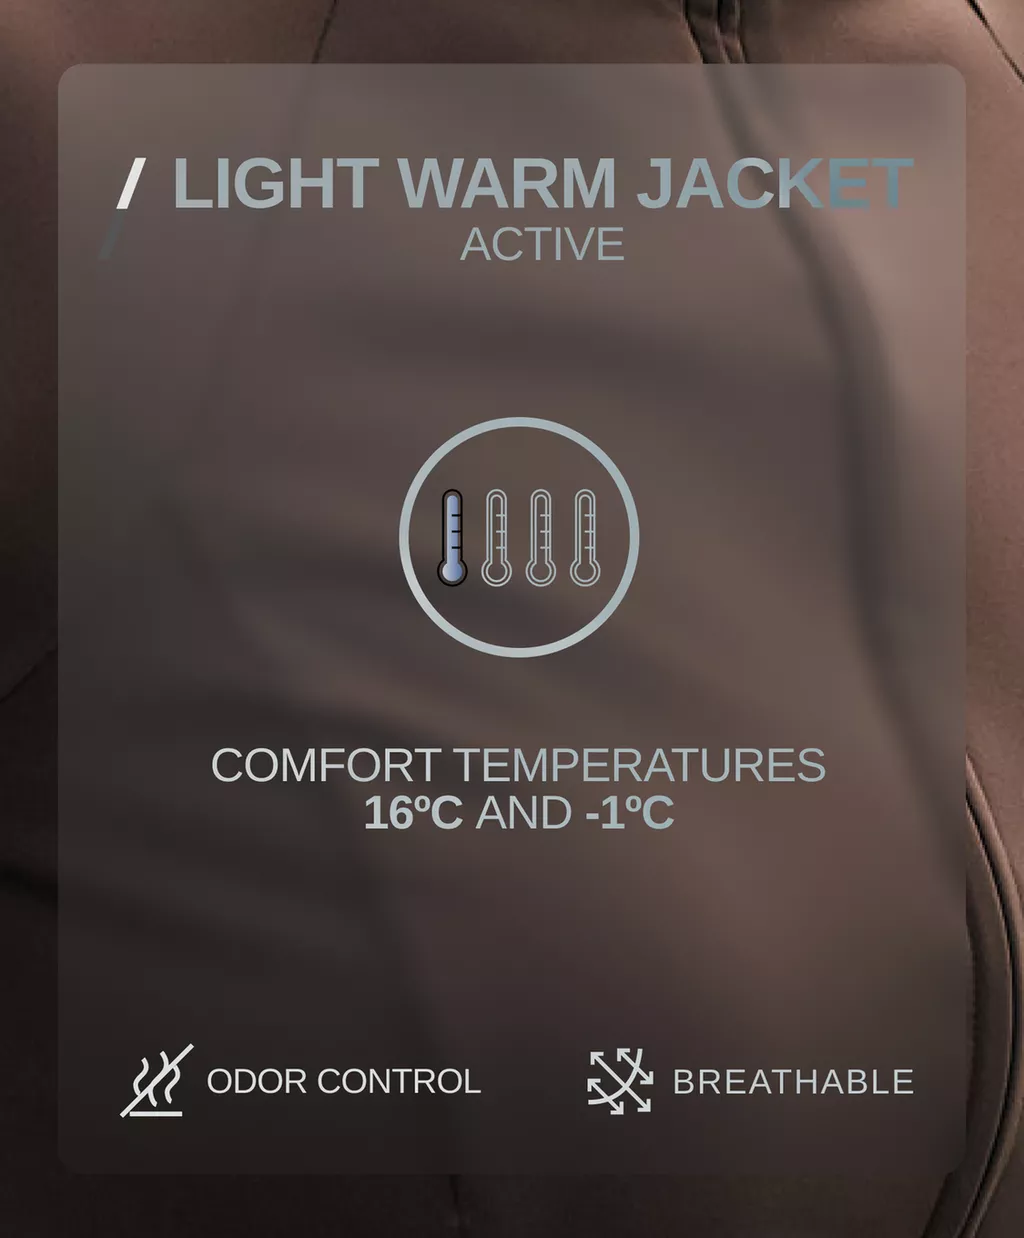 / LIGHT WARM JACKET
ACTIVE
COMFORT TEMPERATURES
16ºC AND -1ºC
ODOR CONTROL
BREATHABLE